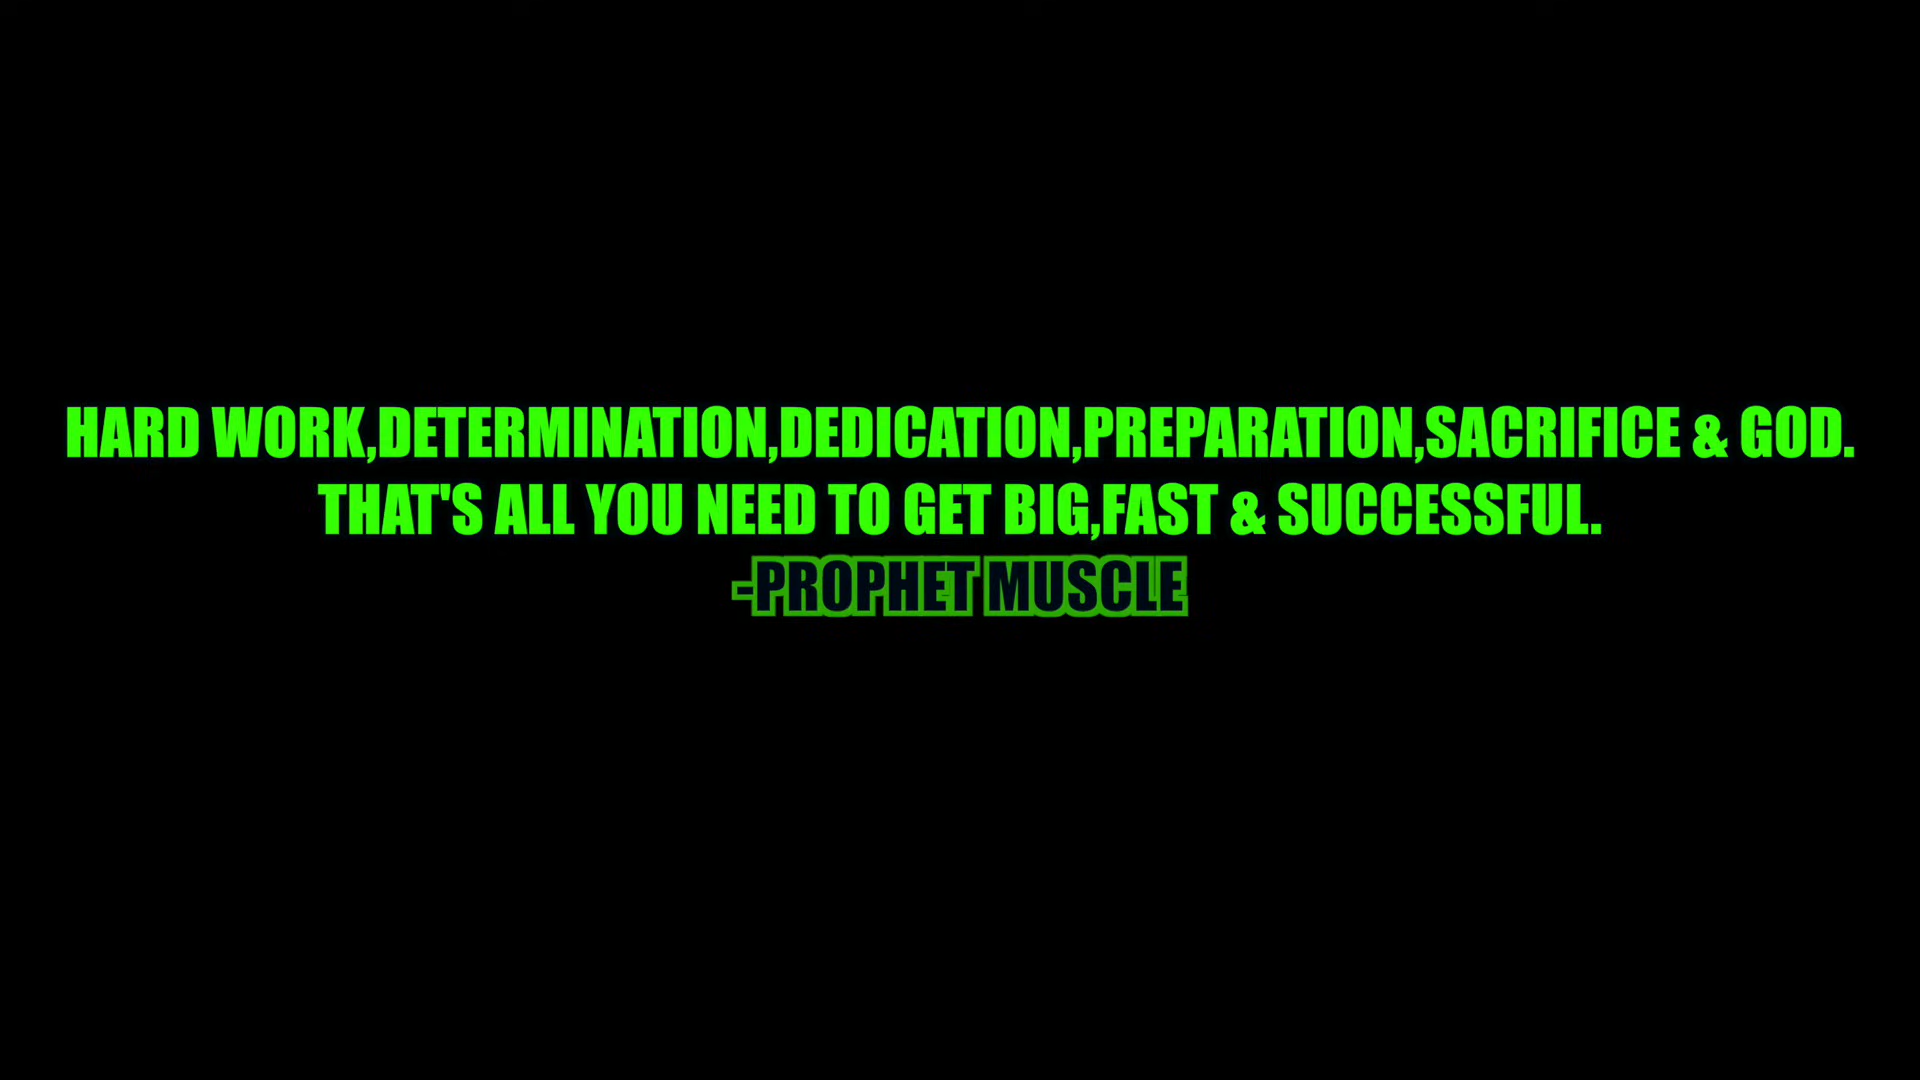 HARD WORK,DETERMINATION,DEDICATION,PREPARATION,SACRIFICE & GOD.
THAT'S ALL YOU NEED TO GET BIG,FAST & SUCCESSFUL.
-PROPHET MUSCLE